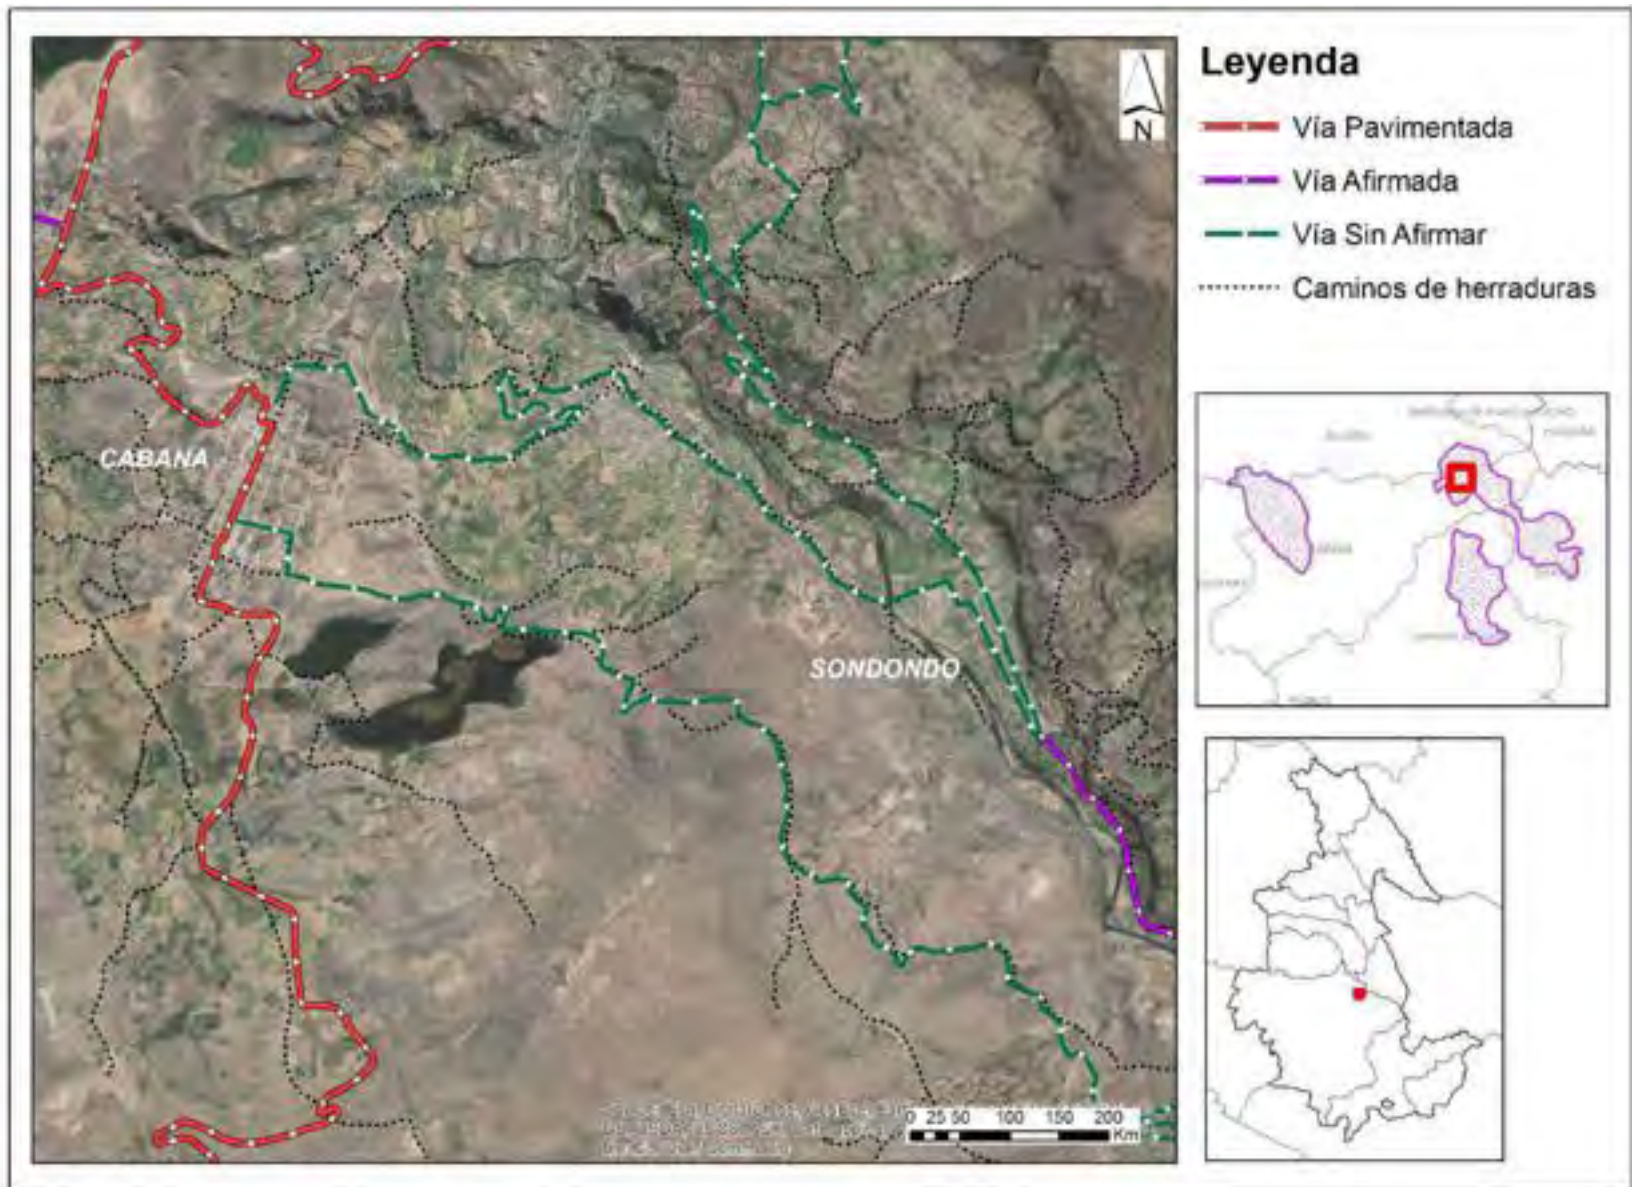 Leyenda
Vía Pavimentada
Vía Afirmada
Vía Sin Afirmar
Caminos de herraduras
N
CABANA
SONDONDO
0 25 50 100 150 200
Km